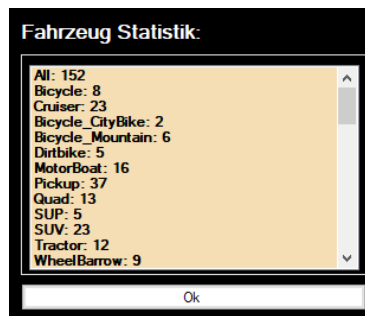 Fahrzeug Statistik:
All: 152
Bicycle: 8
Cruiser: 23
Bicycle_CityBike: 2
Bicycle_Mountain: 6
Dirtbike: 5
MotorBoat: 16
Pickup: 37
Quad: 13
SUP: 5
SUV: 23
Tractor: 12
WheelBarrow: 9
Ok